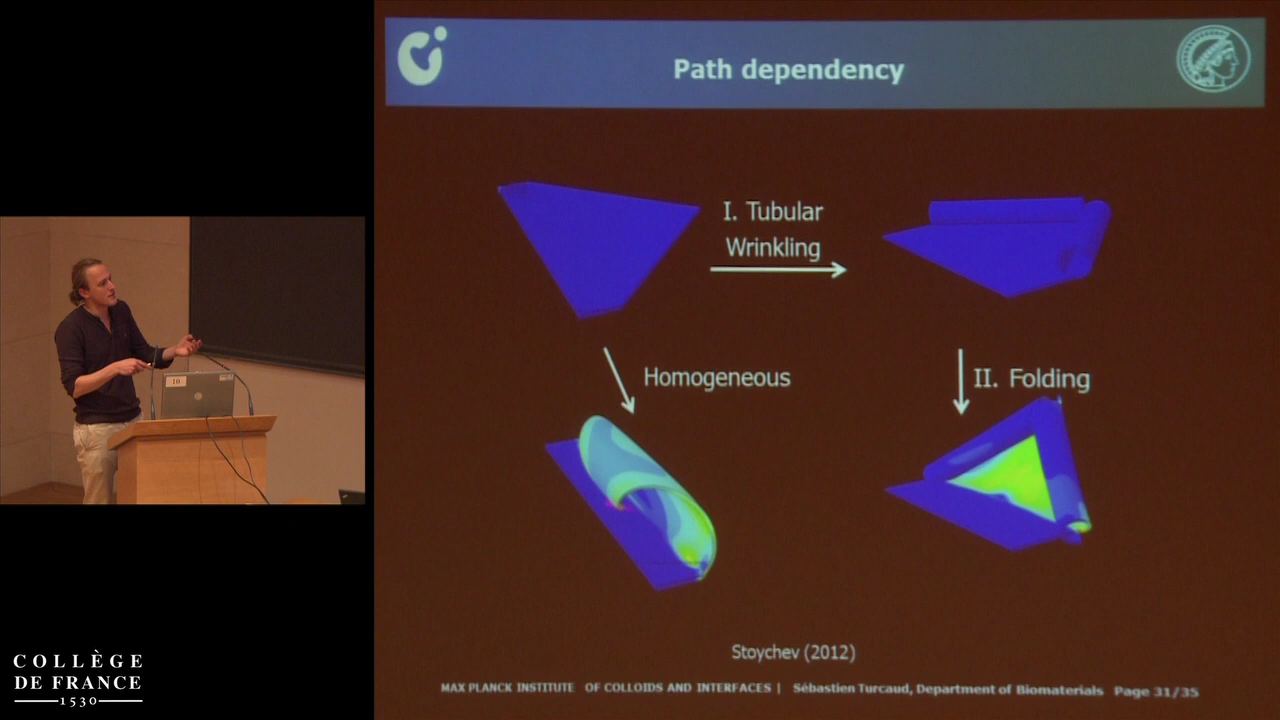 Path dependency
I. Tubular
Wrinkling
Homogeneous
II. Folding
Stoychev (2012)
MAX PLANCK INSTITUTE OF COLLOIDS AND INTERFACES | Sébastien Turcaud, Department of Biomaterials Page 31/35
10
COLLÈGE
DE FRANCE
1530